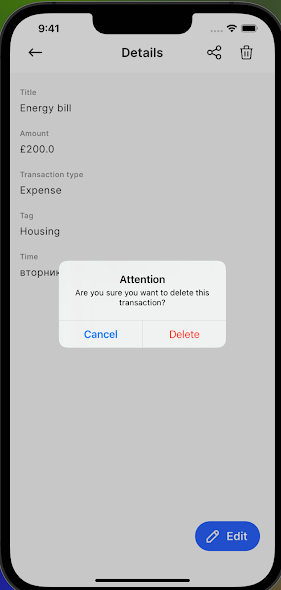 9:41
Details
Title
Energy bill
Amount
£200.0
Transaction type
Expense
Tag
Housing
Time
Attention
Are you sure you want to delete this
transaction?
Cancel
Delete
Edit